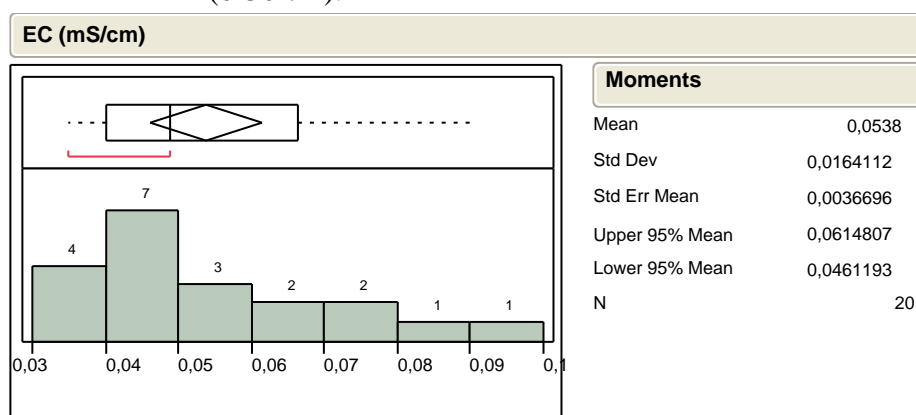 EC (mS/cm)
Moments
Mean 0,0538
Std Dev 0,0164112
Std Err Mean 0,0036696
Upper 95% Mean 0,0614807
Lower 95% Mean 0,0461193
N 20
7
4
3
2 2
1 1
0,03 0,04 0,05 0,06 0,07 0,08 0,09 0,1